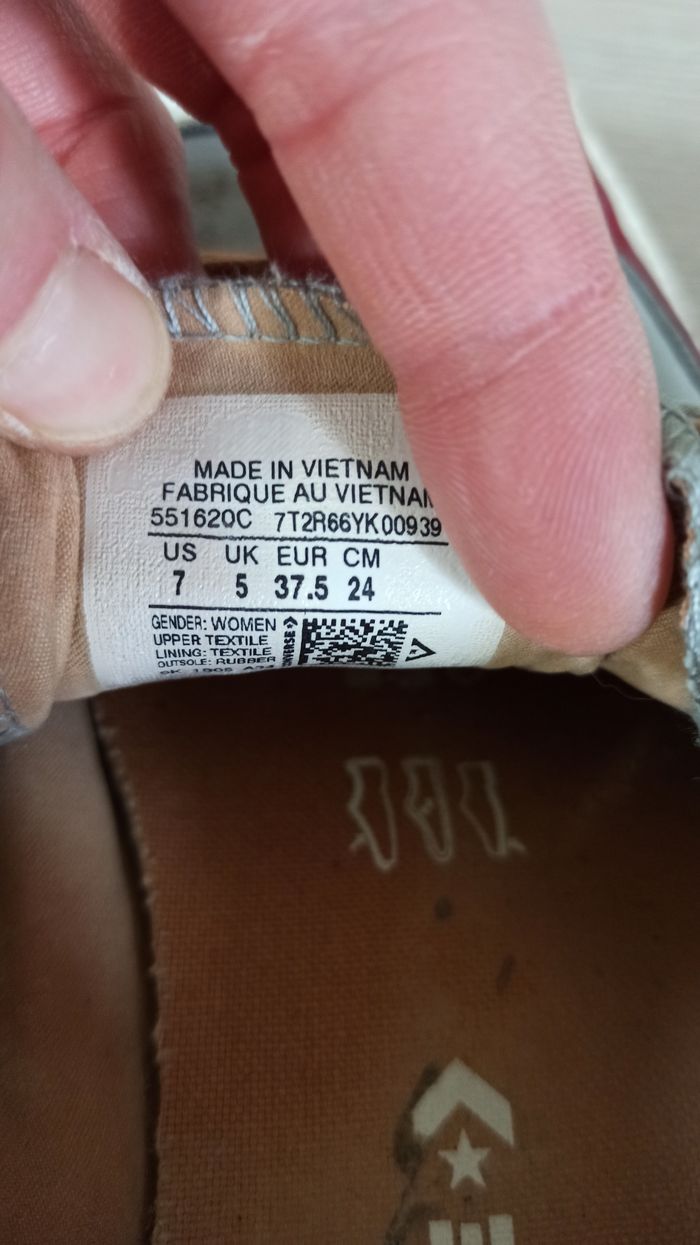 MADE IN VIETNAM
FABRIQUE AU VIETNAM
551620C 7T2R66YK00939
US UK EUR CM
7 5 37.5 24
GENDER: WOMEN
UPPER TEXTILE
LINING: TEXTILE
OUTSOLE: RUBBER
CONVERSE